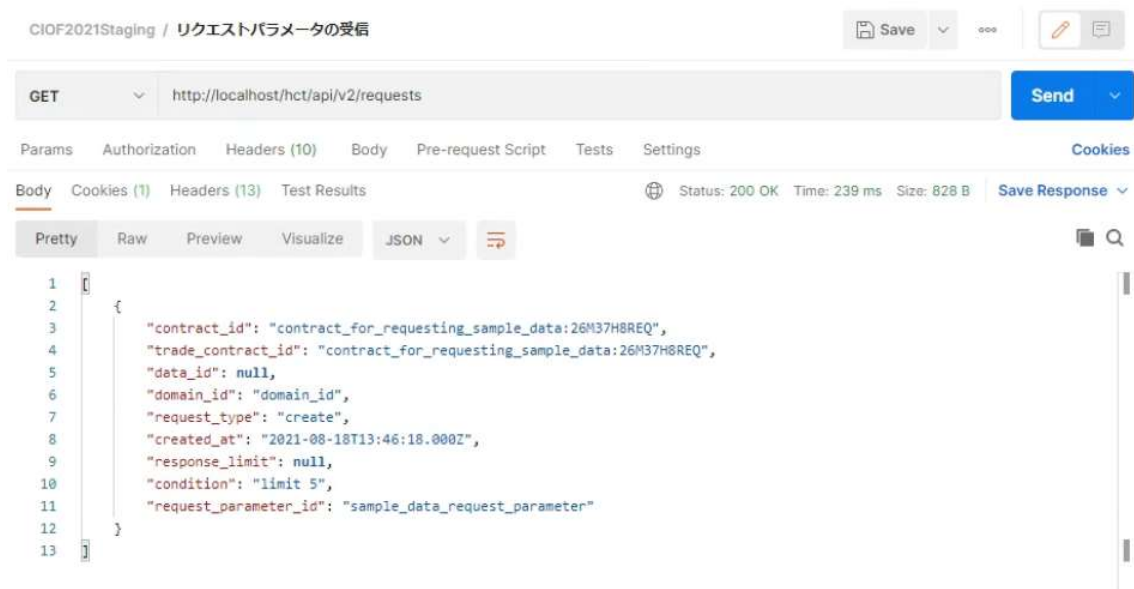 CIOF2021Staging / リクエストパラメータの受信
Save
GET http://localhost/hct/api/v2/requests Send
Params Authorization Headers (10) Body Pre-request Script Tests Settings Cookies
Body Cookies (1) Headers (13) Test Results Status: 200 OK Time: 239 ms Size: 828 B Save Response
Pretty Raw Preview Visualize JSON
1 [
2 {
3 "contract_id": "contract_for_requesting_sample_data:26M37H8REQ",
4 "trade_contract_id": "contract_for_requesting_sample_data:26M37H8REQ",
5 "data_id": null,
6 "domain_id": "domain_id",
7 "request_type": "create",
8 "created_at": "2021-08-18T13:46:18.000Z",
9 "response_limit": null,
10 "condition": "limit 5",
11 "request_parameter_id": "sample_data_request_parameter"
12 }
13 ]